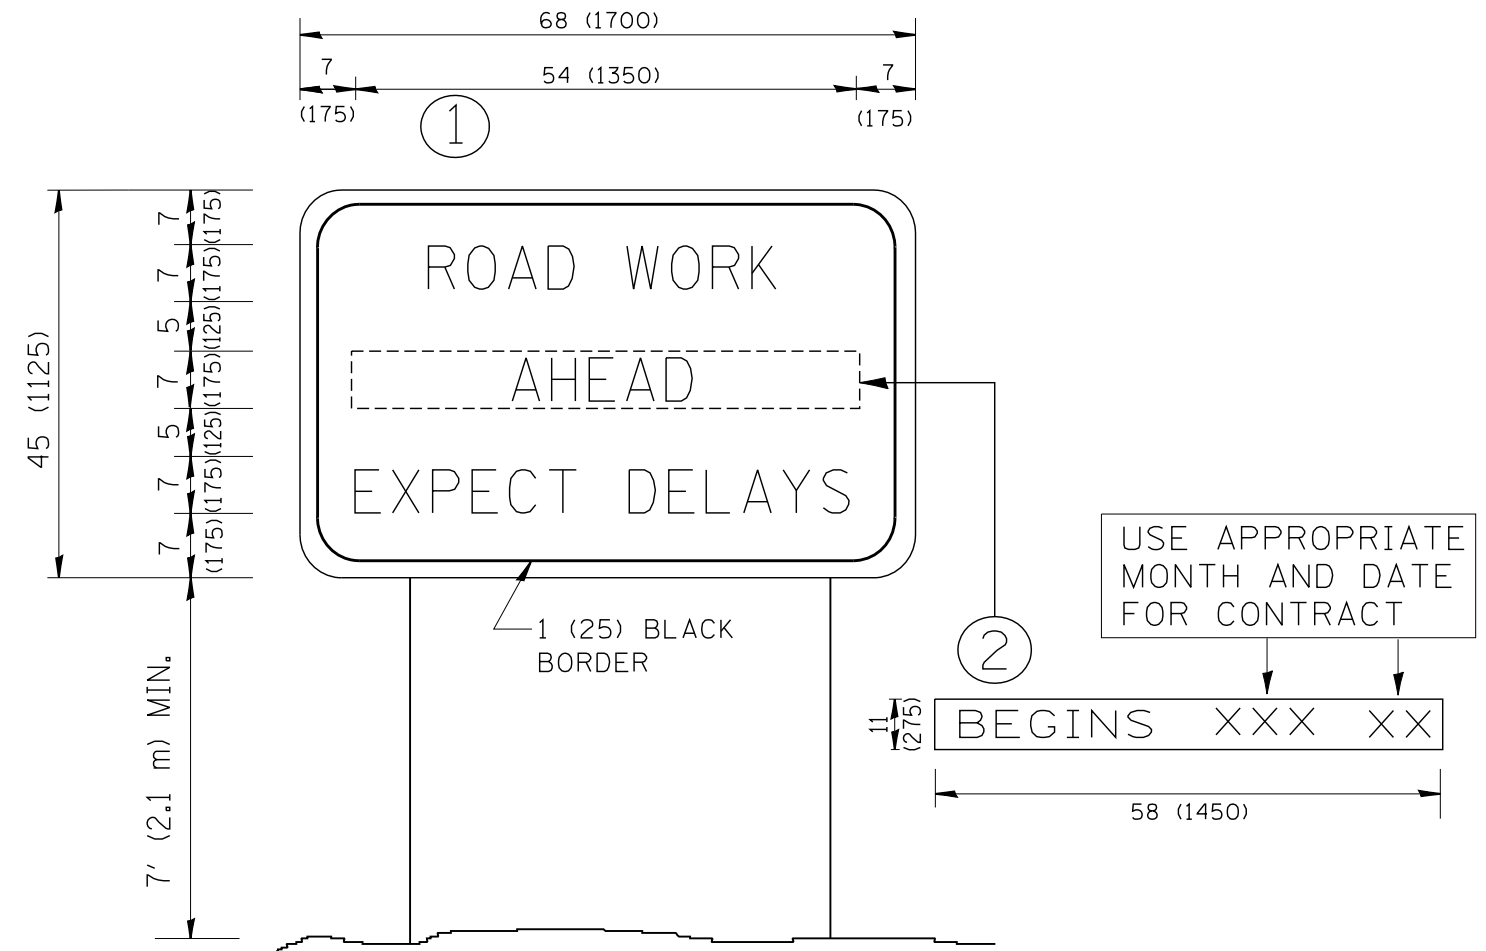 68 (1700)
7
54 (1350)
7
(175)
(175)
1
45 (1125)
7
(175)
7
(175)
5
(125)
7
(175)
5
(125)
7
(175)
7
(175)
ROAD WORK
AHEAD
EXPECT DELAYS
1 (25) BLACK
BORDER
7' (2.1 m) MIN.
USE APPROPRIATE
MONTH AND DATE
FOR CONTRACT
2
11
(275)
BEGINS XXX XX
58 (1450)